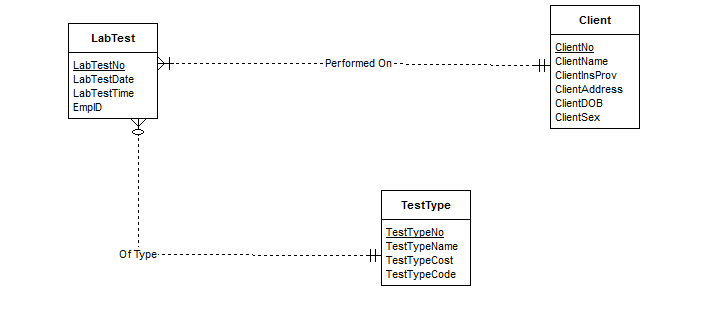 Client
ClientNo
ClientName
ClientInsProv
ClientAddress
ClientDOB
ClientSex
LabTest
LabTestNo
LabTestDate
LabTestTime
EmpID
Performed On
TestType
TestTypeNo
TestTypeName
TestTypeCost
TestTypeCode
Of Type